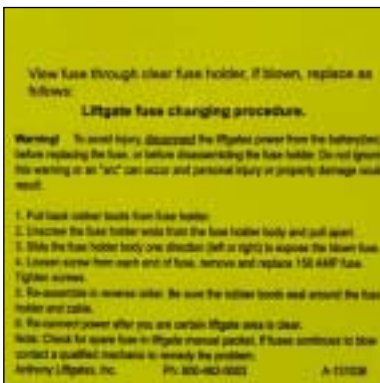 View fuse through clear fuse holder, if blown, replace as
follows:
Liftgate fuse changing procedure.
Warning! To avoid injury, disconnect the liftgates power from the battery(ies)
before replacing the fuse, or before disassembling the fuse holder. Do not ignore
this warning or an "arc" can occur and personal injury or property damage could
result.
1. Pull back rubber boots from fuse holder.
2. Unscrew the fuse holder ends from the fuse holder body and pull apart.
3. Slide the fuse holder body one direction (left or right) to expose the blown fuse.
4. Loosen screw from each end of fuse, remove and replace 150 AMP fuse.
Tighten screws.
5. Re-assemble in reverse order. Be sure the rubber boots seal around the fuse
holder and cable.
6. Re-connect power after you are certain liftgate area is clear.
Note: Check for spare fuse in liftgate manual packet. If fuses continues to blow
contact a qualified mechanic to remedy the problem.
Anthony Liftgates, Inc. Ph: